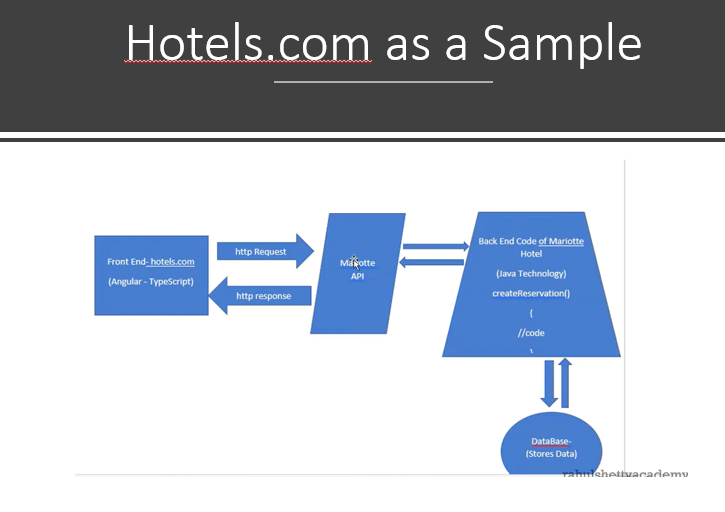 Hotels.com as a Sample
Front End- hotels.com
(Angular - TypeScript)
http Request
http response
Mariotte
API
Back End Code of Mariotte
Hotel
(Java Technology)
createReservation()
{
//code
}
DataBase-
(Stores Data)
rahulshettyacademy